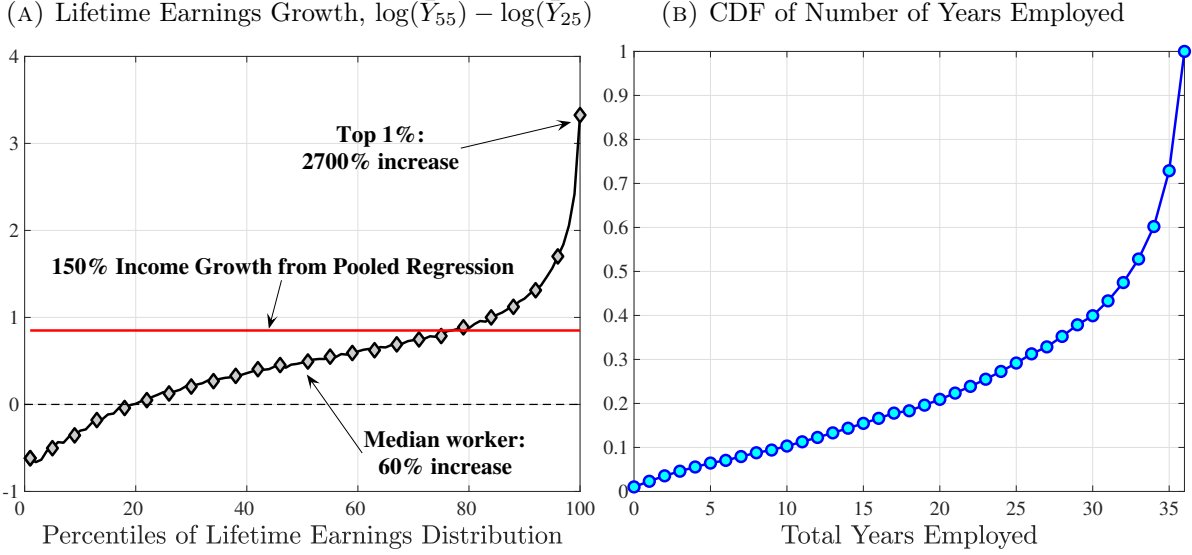 (A) Lifetime Earnings Growth, log(Ȳ55) − log(Ȳ25)
4
3
2
1
0
-1
Top 1%:
2700% increase
150% Income Growth from Pooled Regression
Median worker:
60% increase
0 20 40 60 80 100
Percentiles of Lifetime Earnings Distribution
(B) CDF of Number of Years Employed
1
0.9
0.8
0.7
0.6
0.5
0.4
0.3
0.2
0.1
0
0 5 10 15 20 25 30 35
Total Years Employed